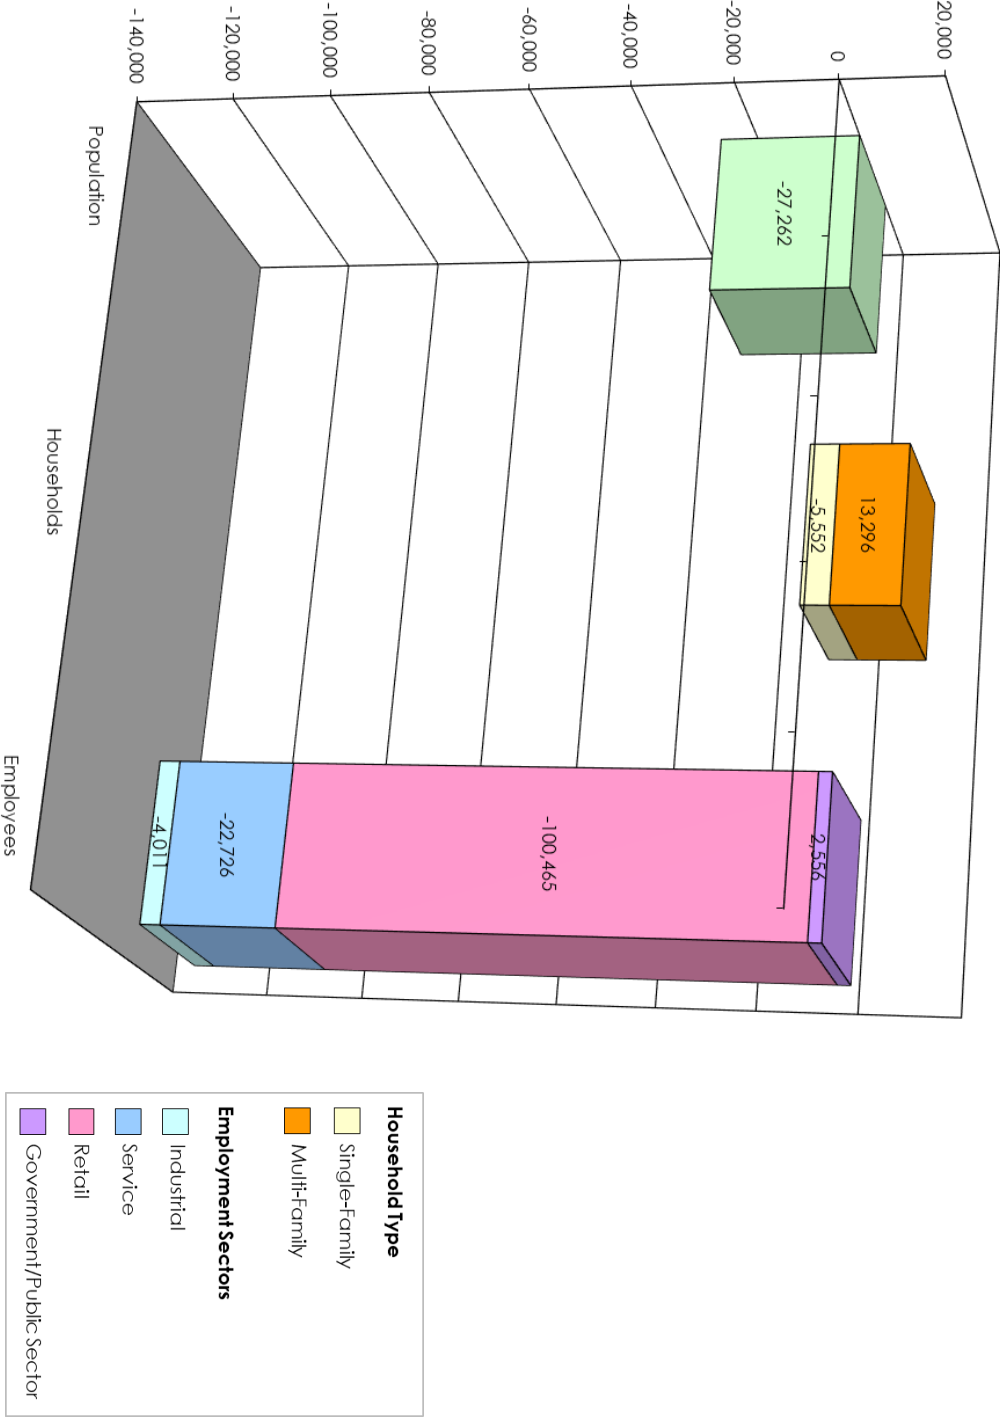 20,000
0
-20,000
-40,000
-60,000
-80,000
-100,000
-120,000
-140,000
-27,262
13,296
-5,552
2,556
-100,465
-22,726
-4,011
Population
Households
Employees
Household Type
Single-Family
Multi-Family
Employment Sectors
Industrial
Service
Retail
Government/Public Sector